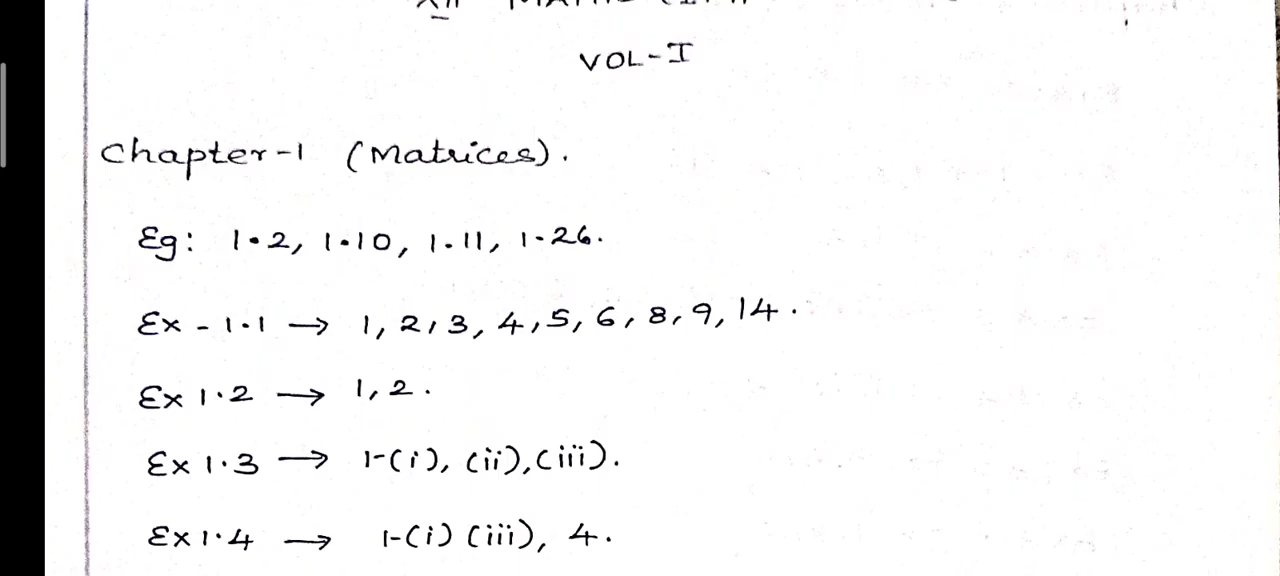 VOL-I
Chapter-1 (Matrices).
Eg: 1.2, 1.10, 1.11, 1.26.
Ex - 1.1 → 1, 2, 3, 4, 5, 6, 8, 9, 14.
Ex 1.2 → 1, 2.
Ex 1.3 → 1-(i), (ii), (iii).
Ex 1.4 → 1-(i) (iii), 4.